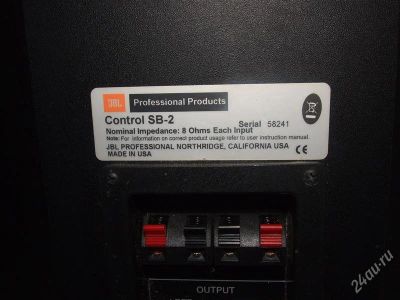 JBL Professional Products
Control SB-2
Serial 58241
Nominal Impedance: 8 Ohms Each Input
Note: For information on correct product usage refer to user instruction manual.
JBL PROFESSIONAL NORTHRIDGE, CALIFORNIA USA
MADE IN USA
CE
OUTPUT
24au.ru